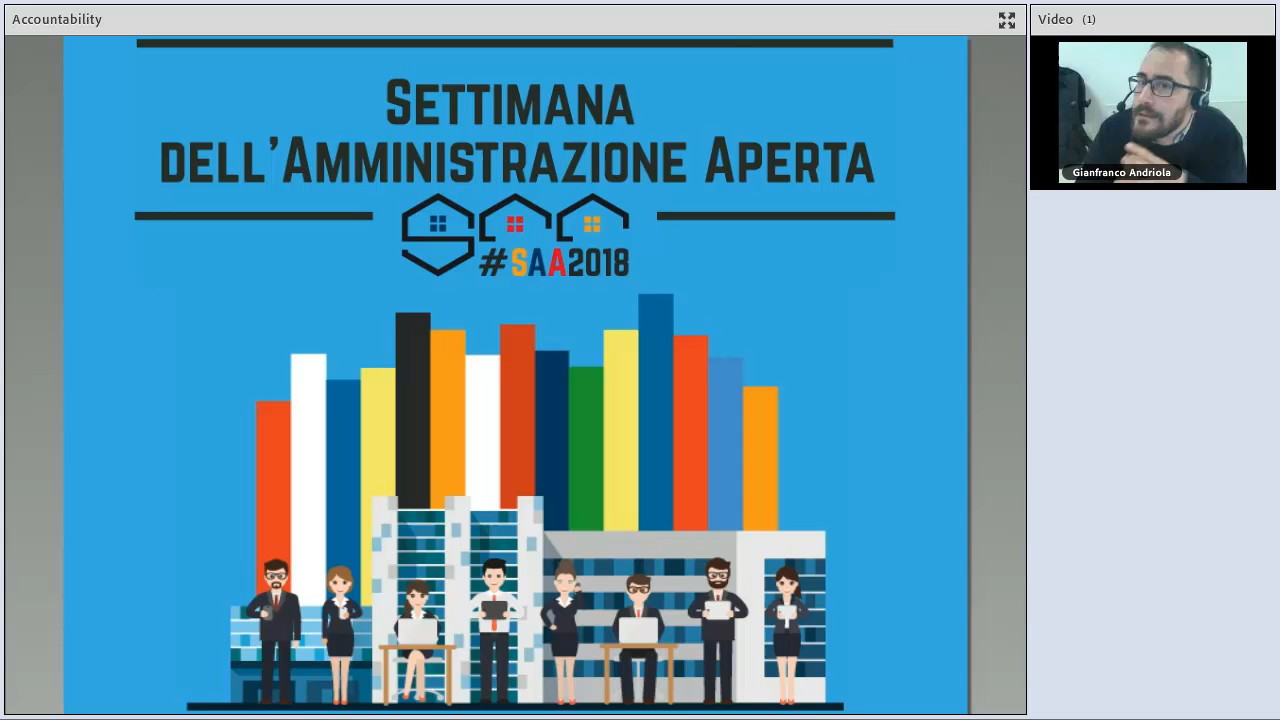 Accountability
Video (1)
Gianfranco Andriola
Settimana
dell'Amministrazione Aperta
#SAA2018